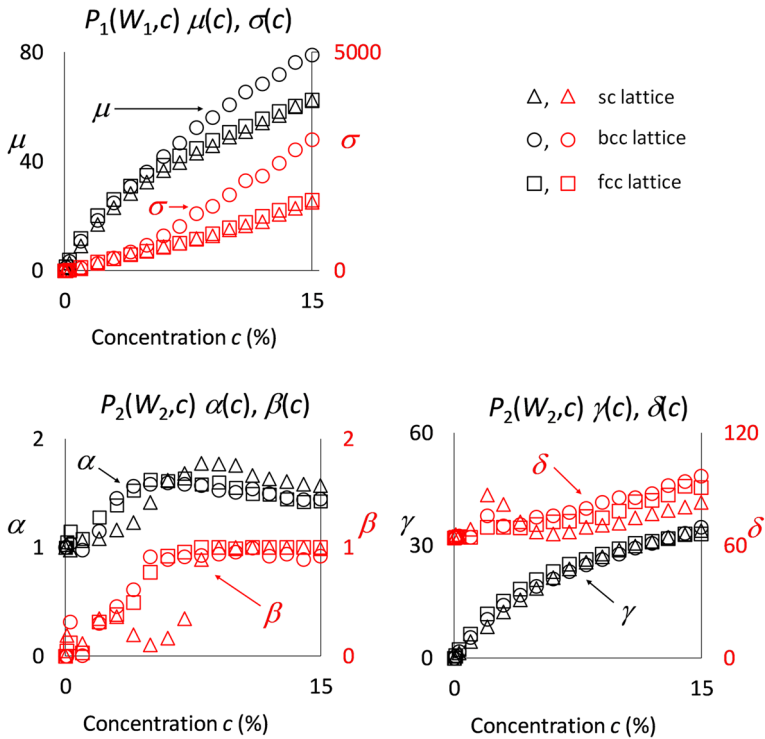 P₁(W₁,c) μ(c), σ(c)
80
5000
μ
40
μ
σ
σ
0
0
0
15
Concentration c (%)
, sc lattice
, bcc lattice
, fcc lattice
P₂(W₂,c) α(c), β(c)
2
2
α
α
1
1
β
β
0
0
0
15
Concentration c (%)
P₂(W₂,c) γ(c), δ(c)
60
120
δ
γ
30
60
δ
γ
0
0
0
15
Concentration c (%)